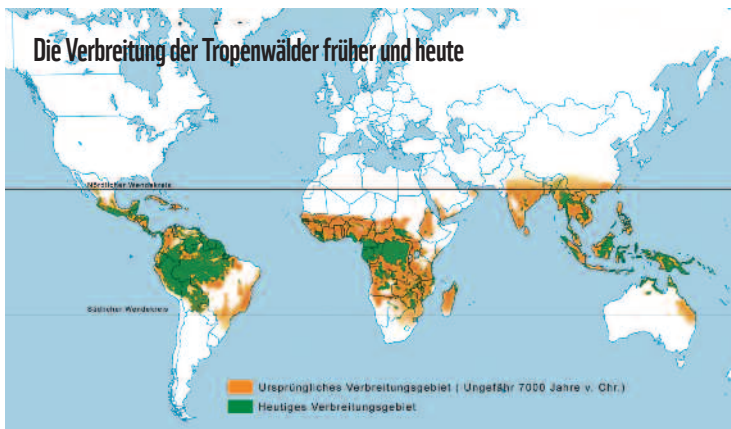 Die Verbreitung der Tropenwälder früher und heute
Nördlicher Wendekreis
Südlicher Wendekreis
Ursprüngliches Verbreitungsgebiet ( Ungefähr 7000 Jahre v. Chr.)
Heutiges Verbreitungsgebiet